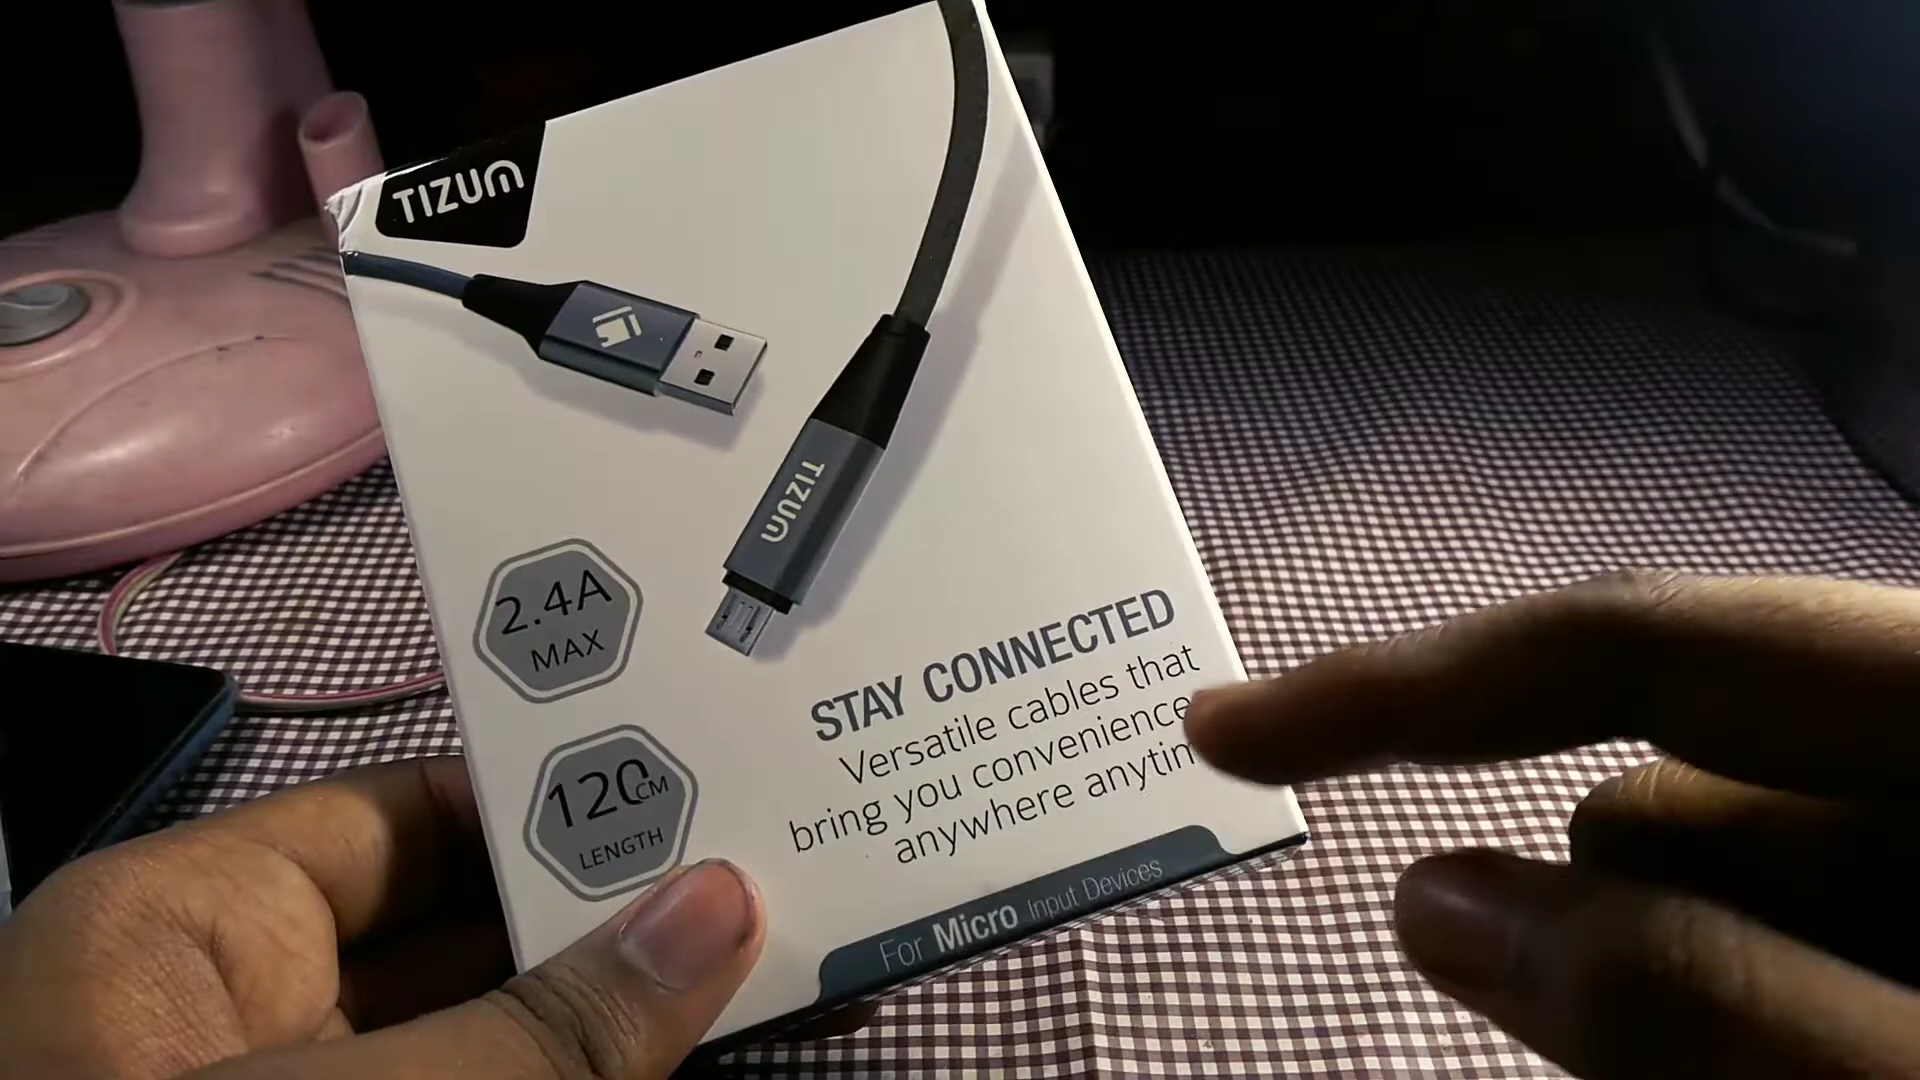 TIZUM
TIZUM
2.4A
MAX
120CM
LENGTH
STAY CONNECTED
Versatile cables that
bring you convenience
anywhere
For Micro Input Devices